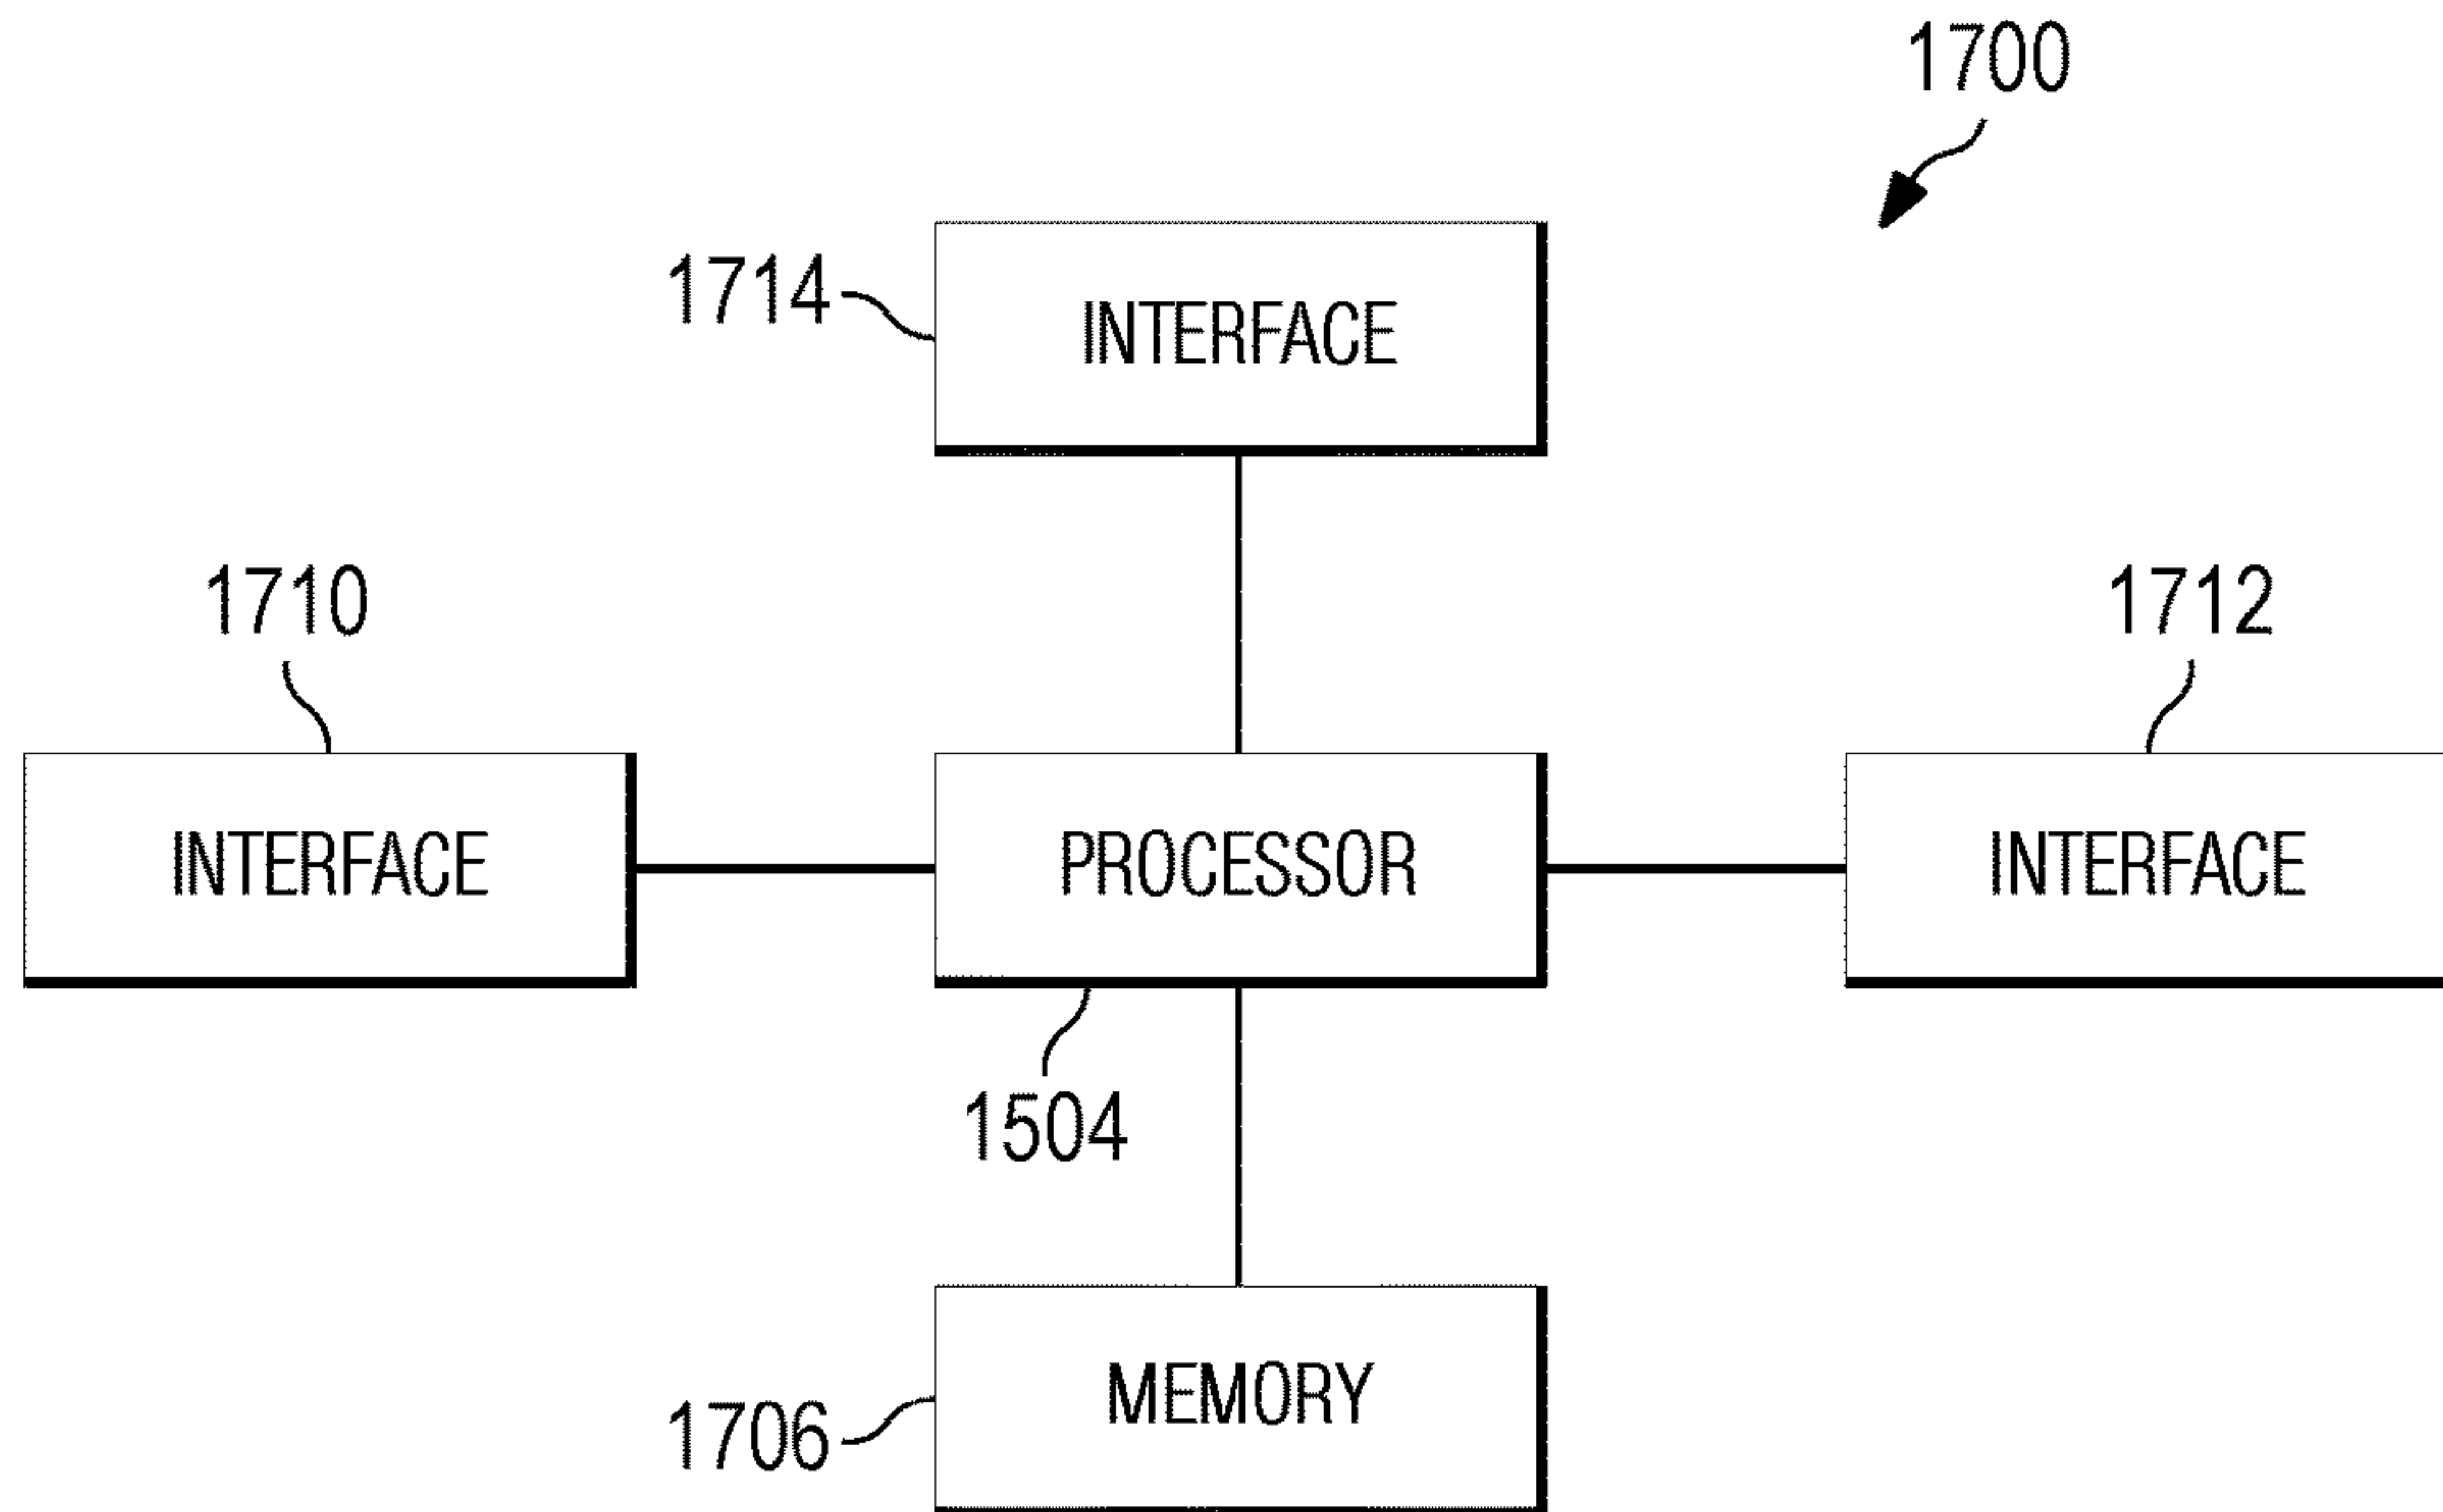 1700
1714
INTERFACE
1710
1712
INTERFACE
PROCESSOR
INTERFACE
1504
MEMORY
1706